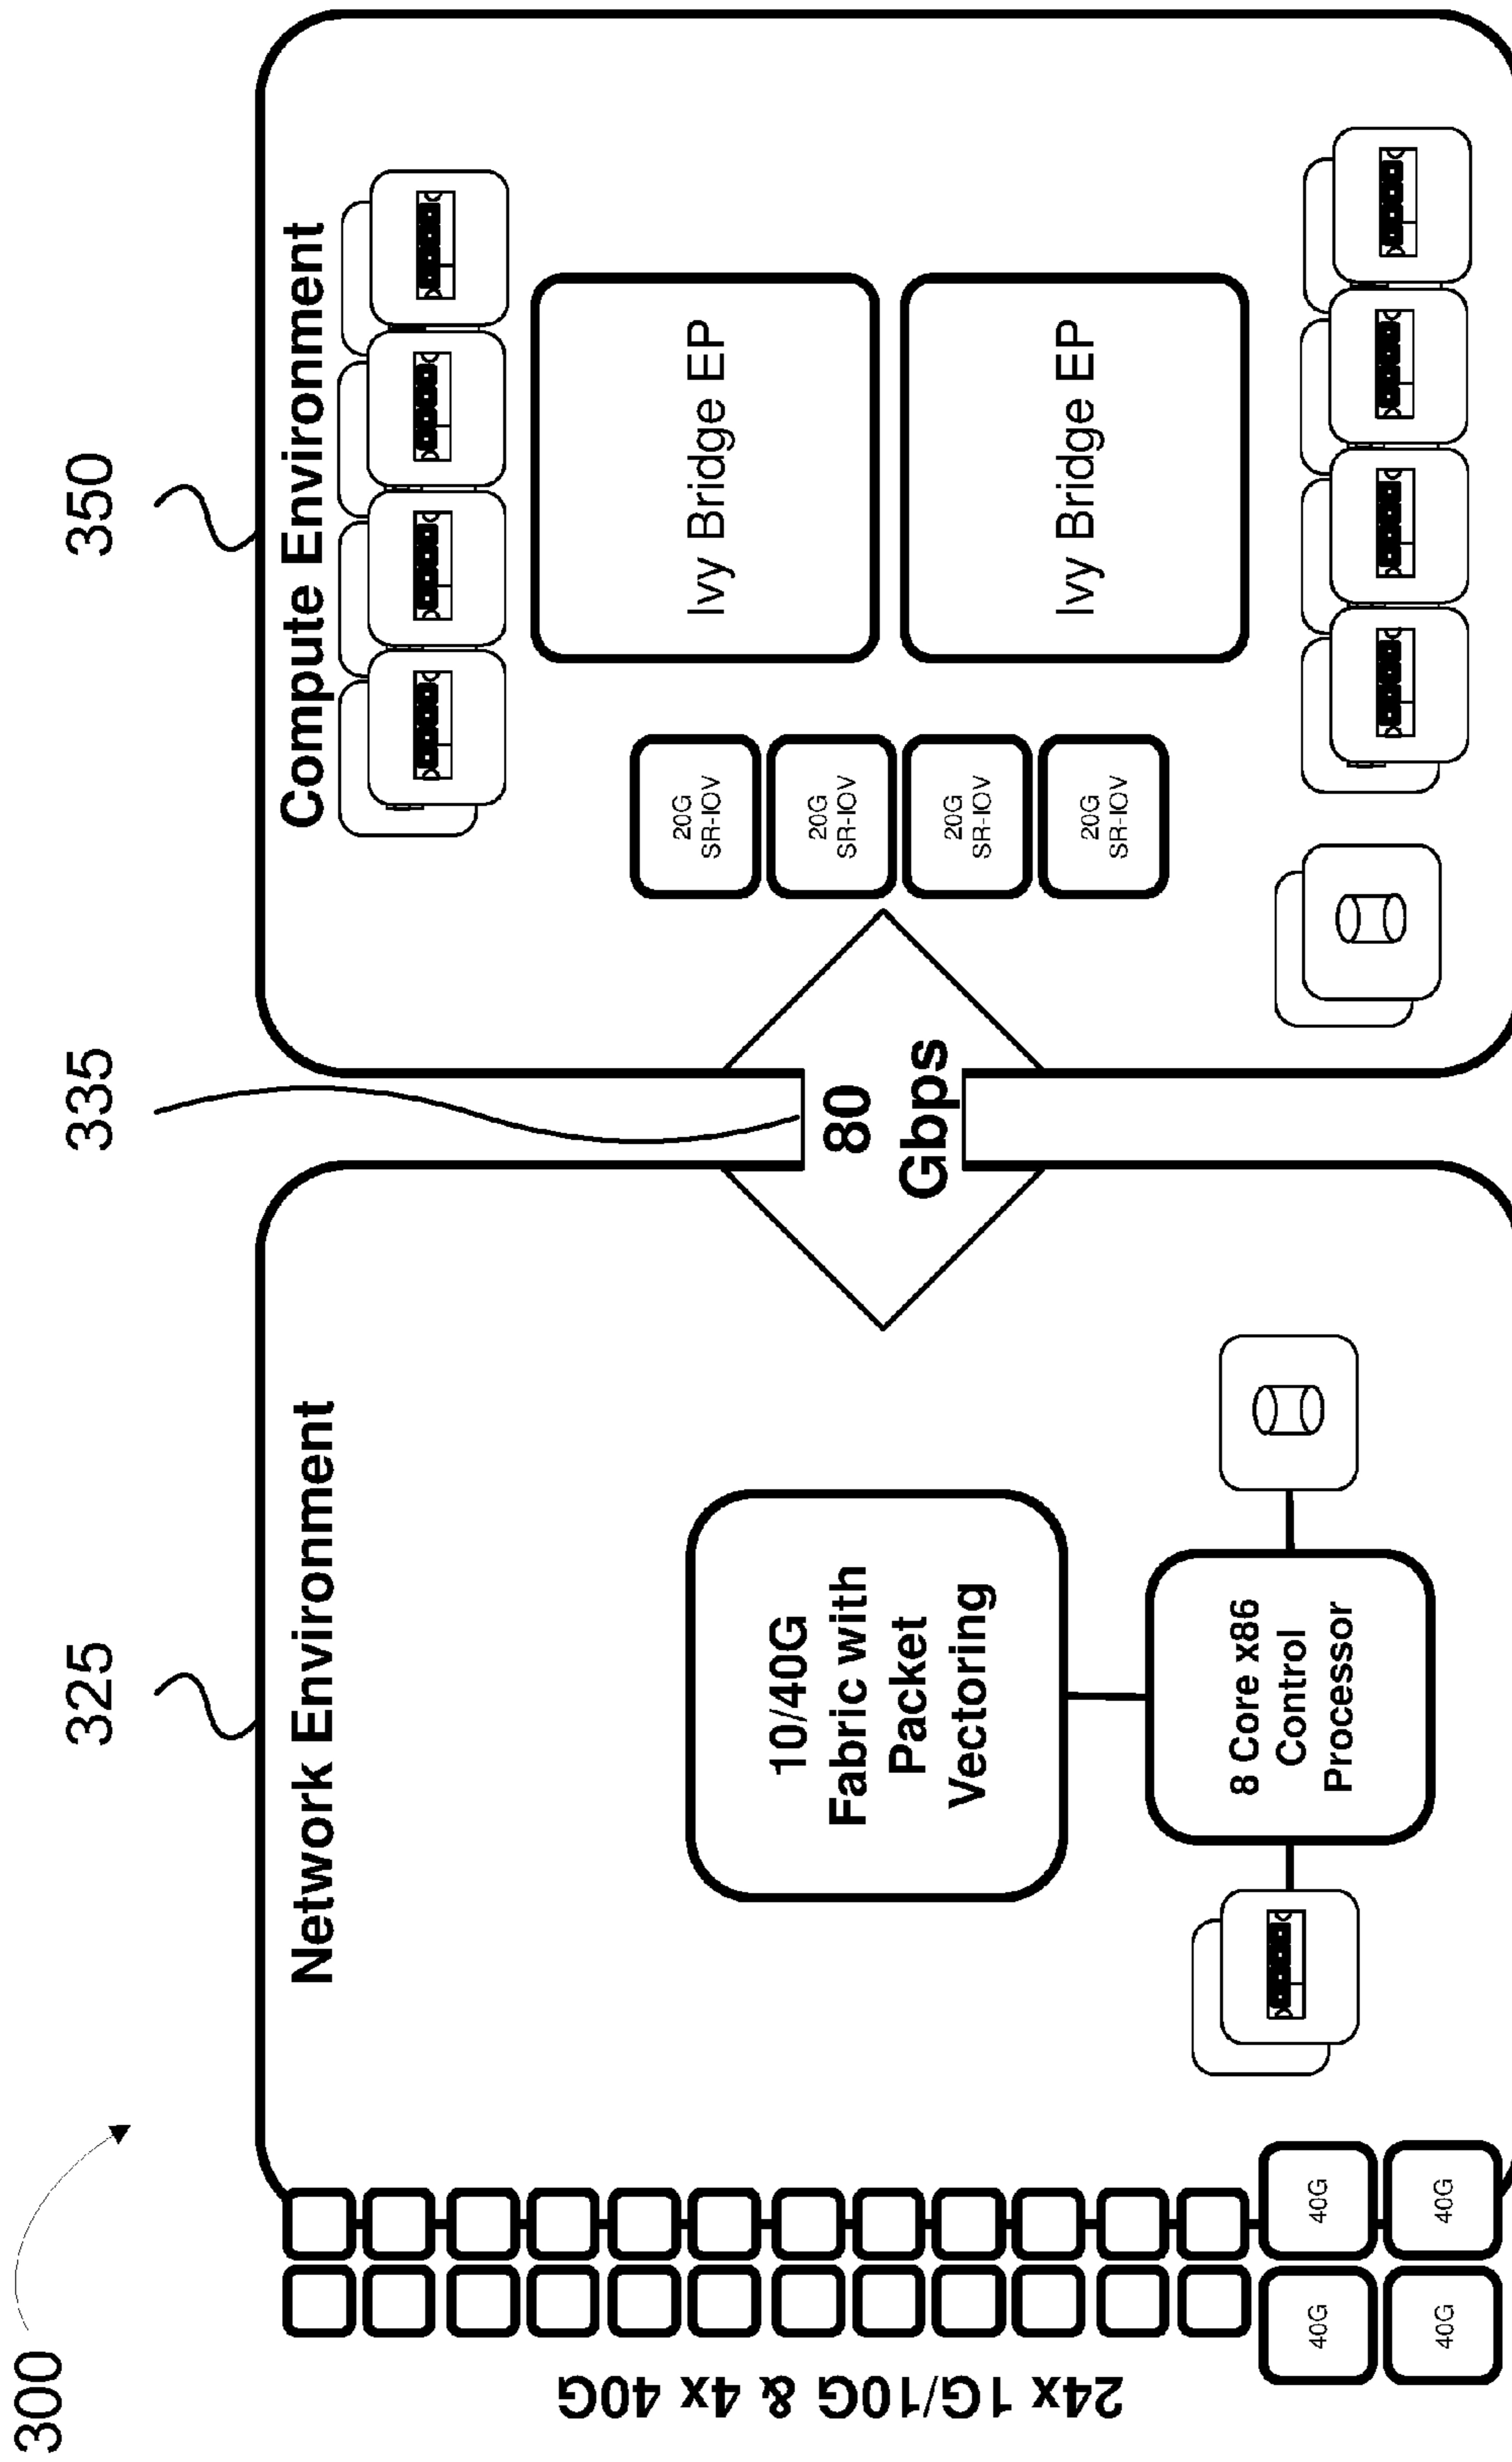 300
325
335
350
Network Environment
Compute Environment
24x 1G/10G & 4x 40G
40G
40G
40G
40G
10/40G
Fabric with
Packet
Vectoring
8 Core x86
Control
Processor
80
Gbps
20G
SR-IOV
20G
SR-IOV
20G
SR-IOV
20G
SR-IOV
Ivy Bridge EP
Ivy Bridge EP